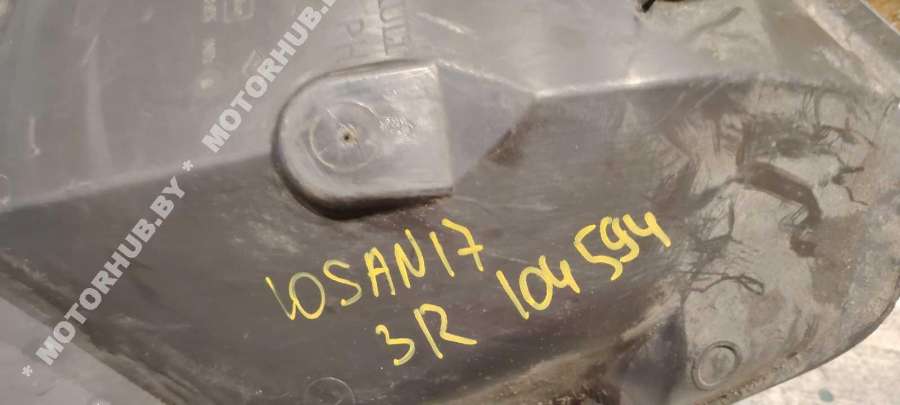 * MOTORHUB.BY * MOTORHUB.BY *
LOSAN17
3R 104594